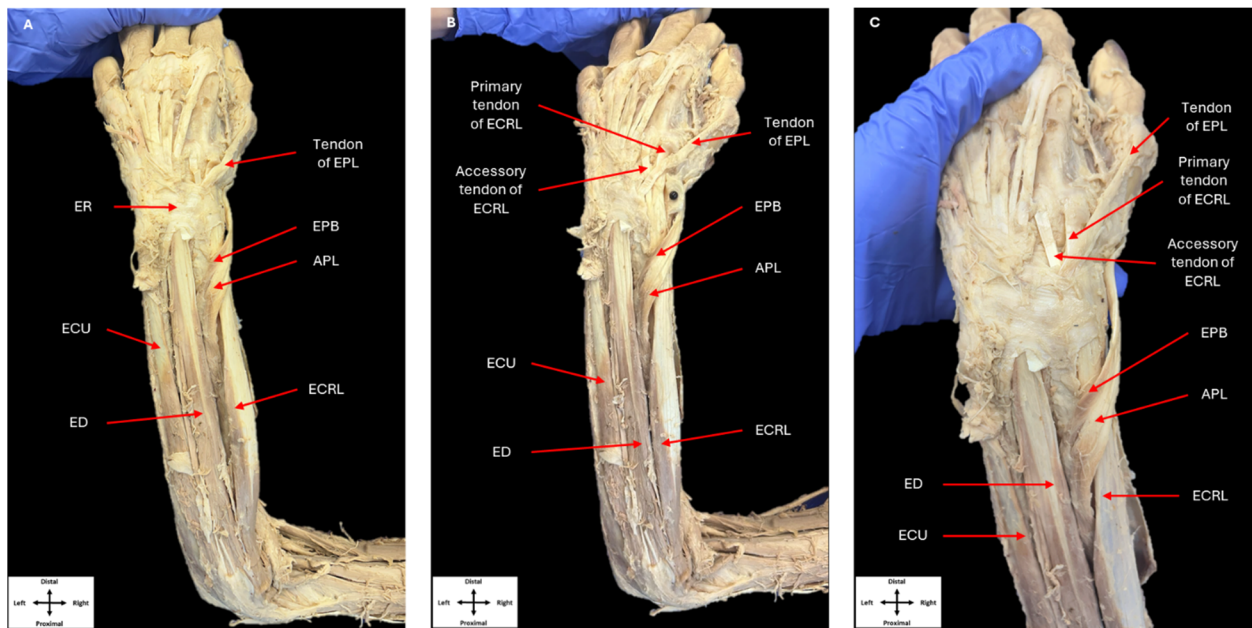 A
Tendon
of EPL
ER
EPB
APL
ECU
ECRL
ED
Distal
Left
Right
Proximal
B
Primary
tendon
of ECRL
Tendon
of EPL
Accessory
tendon of
ECRL
EPB
APL
ECU
ECRL
ED
Distal
Left
Right
Proximal
C
Tendon
of EPL
Primary
tendon
of ECRL
Accessory
tendon of
ECRL
EPB
APL
ED
ECRL
ECU
Distal
Left
Right
Proximal